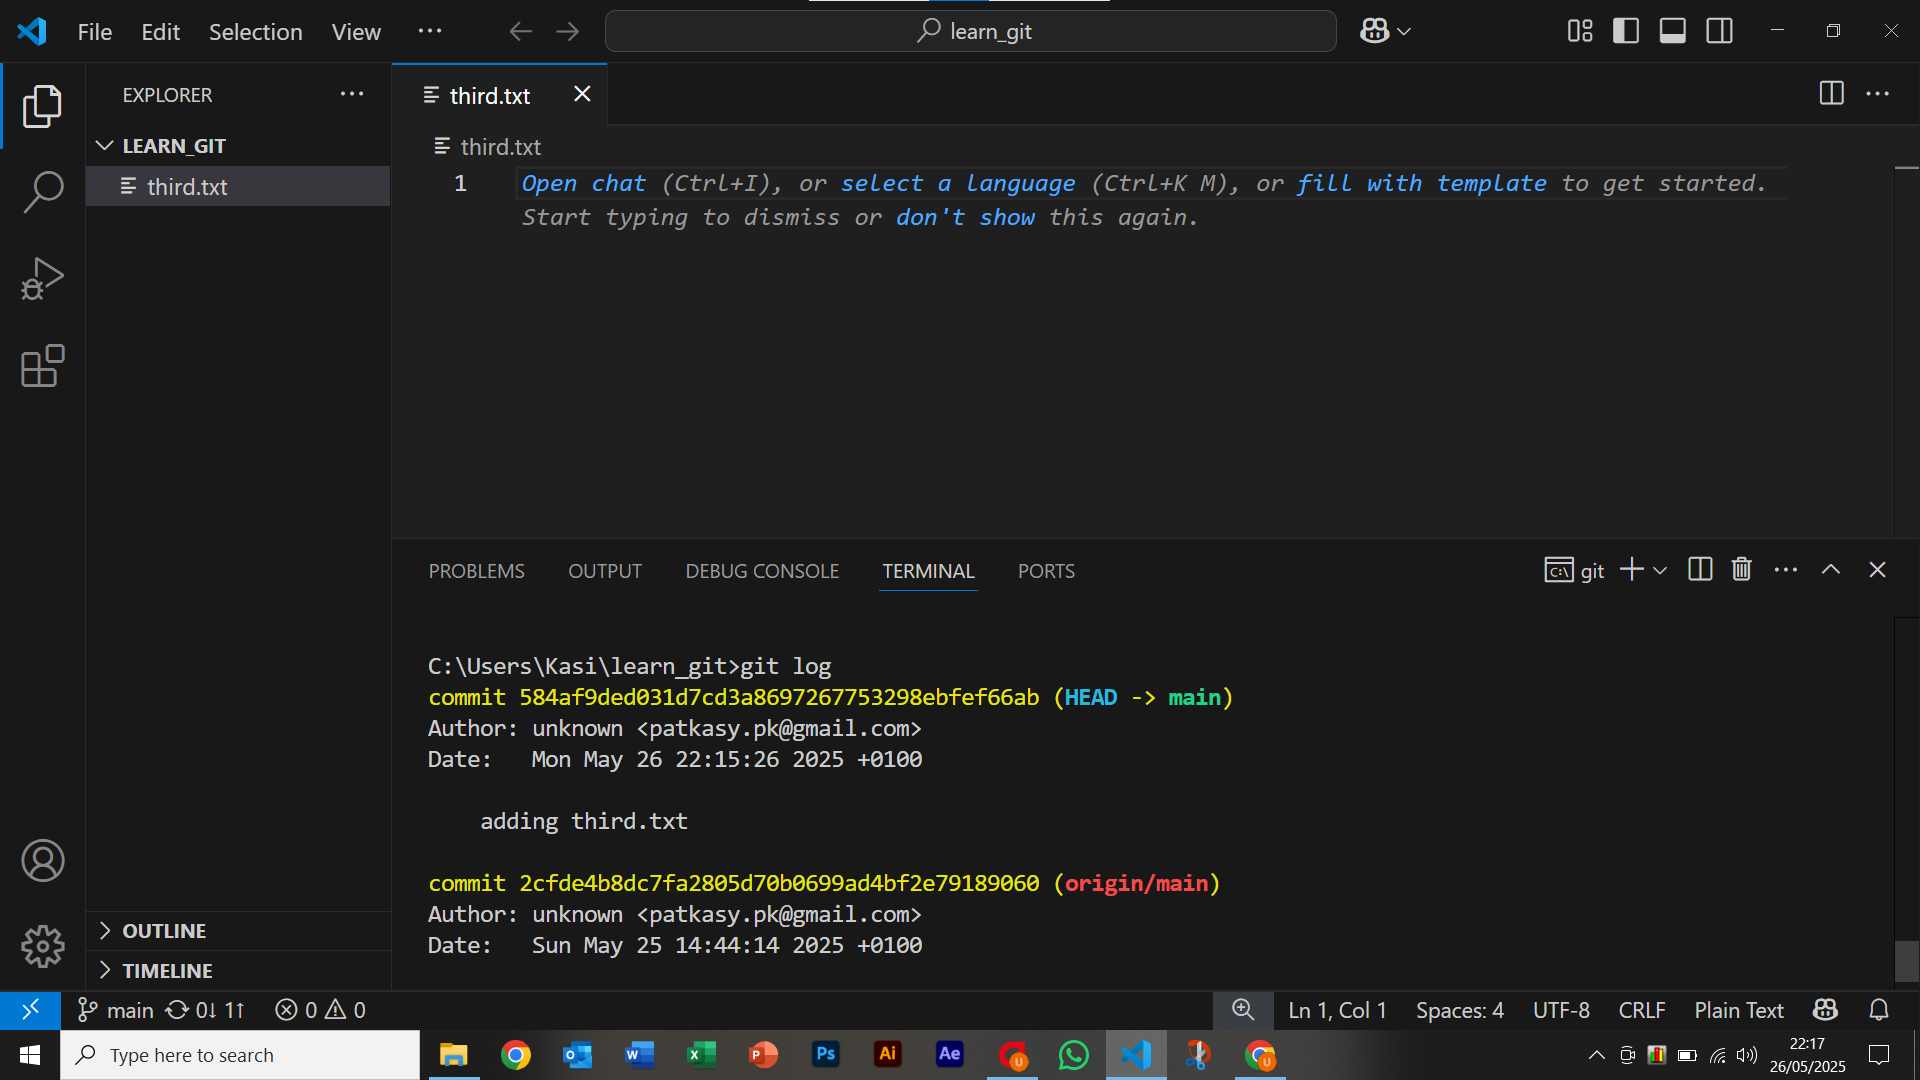 File Edit Selection View ··· learn_git
EXPLORER
LEARN_GIT
third.txt
third.txt
third.txt
1 Open chat (Ctrl+I), or select a language (Ctrl+K M), or fill with template to get started.
Start typing to dismiss or don't show this again.
PROBLEMS OUTPUT DEBUG CONSOLE TERMINAL PORTS git
C:\Users\Kasi\learn_git>git log
commit 584af9ded031d7cd3a8697267753298ebfef66ab (HEAD -> main)
Author: unknown <patkasy.pk@gmail.com>
Date:   Mon May 26 22:15:26 2025 +0100
adding third.txt
commit 2cfde4b8dc7fa2805d70b0699ad4bf2e79189060 (origin/main)
Author: unknown <patkasy.pk@gmail.com>
Date:   Sun May 25 14:44:14 2025 +0100
OUTLINE
TIMELINE
main 0↓ 1↑ 0 0 Ln 1, Col 1 Spaces: 4 UTF-8 CRLF Plain Text
Type here to search
22:17
26/05/2025